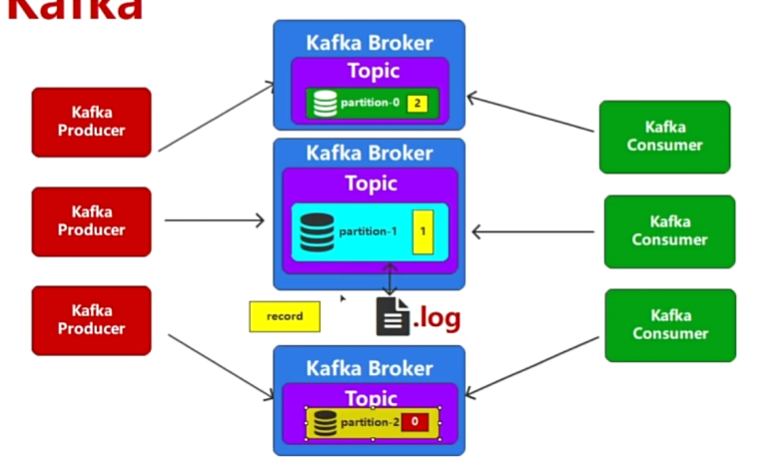 Kafka
Kafka Broker
Topic
partition-0 2
Kafka
Producer
Kafka
Consumer
Kafka Broker
Topic
partition-1 1
Kafka
Producer
Kafka
Consumer
record
.log
Kafka
Producer
Kafka
Consumer
Kafka Broker
Topic
partition-2 0